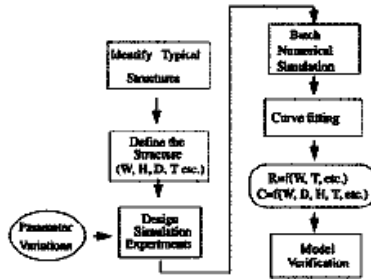 Identify Typical
Structures
Define the
Structure
(W, H, D, T etc.)
Parameter
Variations
Design
Simulation
Experiments
Batch
Numerical
Simulation
Curve fitting
R=f(W, T, etc.)
C=f(W, D, H, T, etc.)
Model
Verification